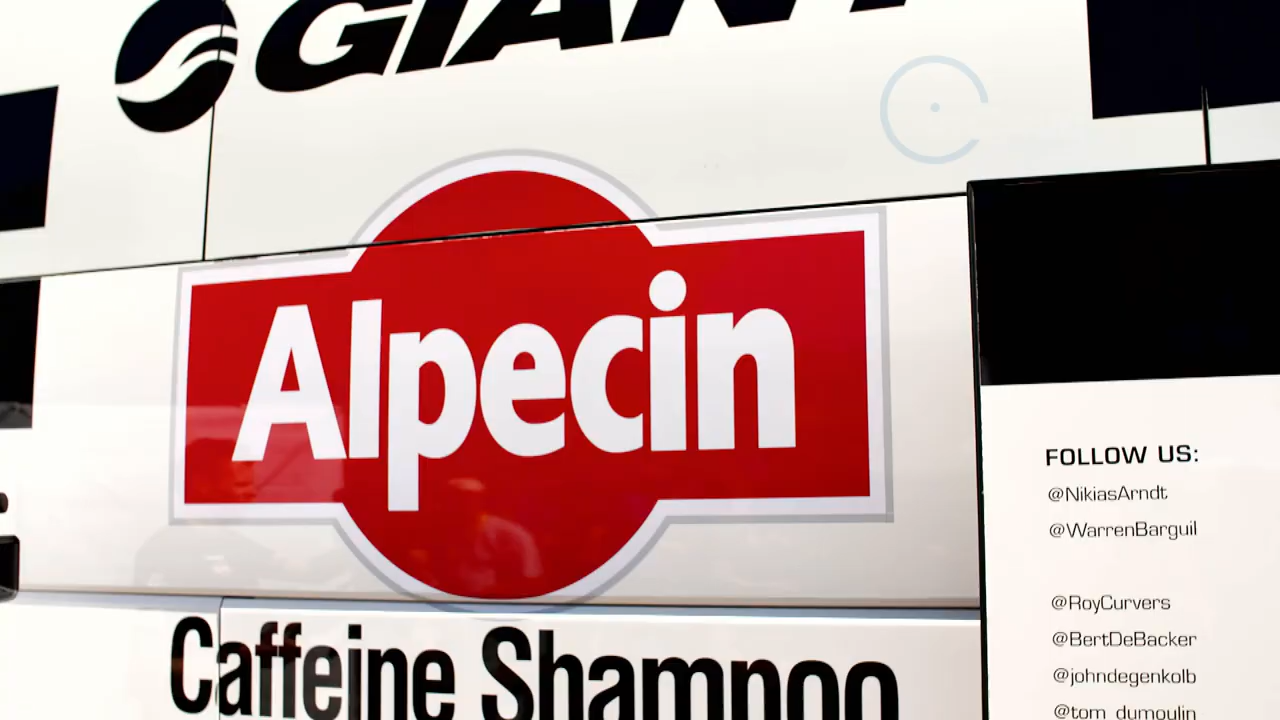 GIANT
Alpecin
Caffeine Shampoo
FOLLOW US:
@NikiasArndt
@WarrenBarguil
@RoyCurvers
@BertDeBacker
@johndegenkolb
@tom_dumoulin